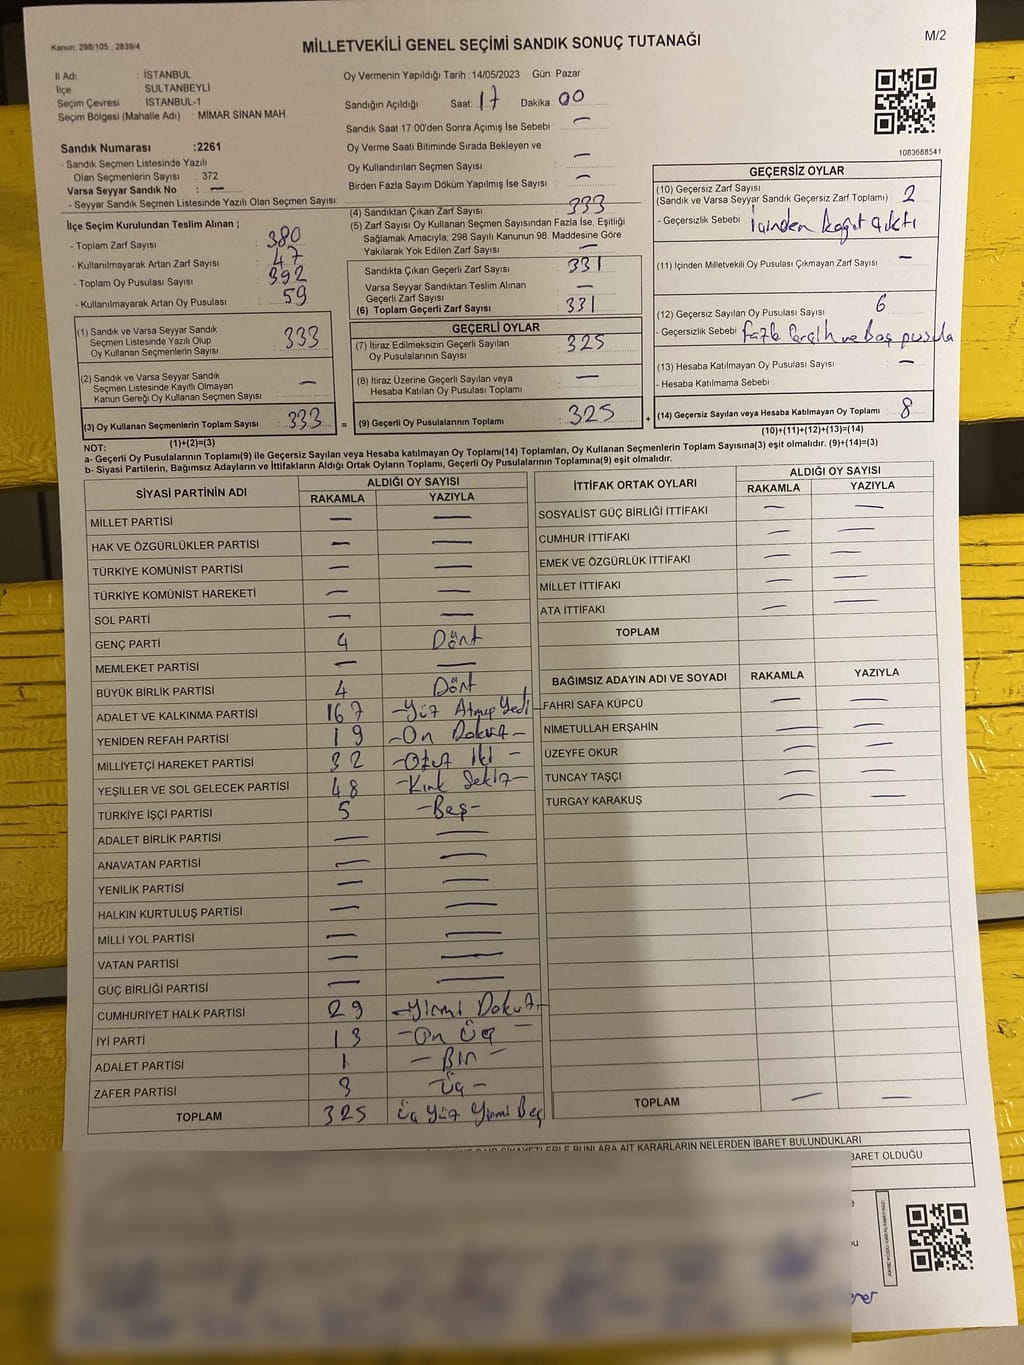 Kanun, 298/105 , 2839/4
MİLLETVEKİLİ GENEL SEÇİMİ SANDIK SONUÇ TUTANAĞI
M/2
İl Adı : İSTANBUL
İlçe : SULTANBEYLİ
Seçim Çevresi : İSTANBUL-1
Seçim Bölgesi (Mahalle Adı) : MİMAR SİNAN MAH.
Oy Vermenin Yapıldığı Tarih :14/05/2023 Gün: Pazar
Sandığın Açıldığı Saat: 17 Dakika 00
Sandık Saat 17.00'den Sonra Açımış İse Sebebi : —
Oy Verme Saati Bitiminde Sırada Bekleyen ve
Oy Kullandırılan Seçmen Sayısı : —
Birden Fazla Sayım Döküm Yapılmış İse Sayısı : —
1083688541
Sandık Numarası :2261
- Sandık Seçmen Listesinde Yazılı
Olan Seçmenlerin Sayısı : 372
Varsa Seyyar Sandık No : —
- Seyyar Sandık Seçmen Listesinde Yazılı Olan Seçmen Sayısı:
İlçe Seçim Kurulundan Teslim Alınan ;
- Toplam Zarf Sayısı : 380
- Kullanılmayarak Artan Zarf Sayısı : 47
- Toplam Oy Pusulası Sayısı : 392
- Kullanılmayarak Artan Oy Pusulası : 59
(1) Sandık ve Varsa Seyyar Sandık
Seçmen Listesinde Yazılı Olup
Oy Kullanan Seçmenlerin Sayısı : 333
(2) Sandık ve Varsa Seyyar Sandık
Seçmen Listesinde Kayıtlı Olmayan
Kanun Gereği Oy Kullanan Seçmen Sayısı : —
(3) Oy Kullanan Seçmenlerin Toplam Sayısı : 333
(1)+(2)=(3)
(4) Sandıktan Çıkan Zarf Sayısı : 333
(5) Zarf Sayısı Oy Kullanan Seçmen Sayısından Fazla İse, Eşitliği
Sağlamak Amacıyla, 298 Sayılı Kanunun 98. Maddesine Göre
Yakılarak Yok Edilen Zarf Sayısı : —
Sandıkta Çıkan Geçerli Zarf Sayısı : 331
Varsa Seyyar Sandıktan Teslim Alınan
Geçerli Zarf Sayısı : —
(6) Toplam Geçerli Zarf Sayısı : 331
GEÇERLİ OYLAR
(7) İtiraz Edilmeksizin Geçerli Sayılan
Oy Pusulalarının Sayısı : 325
(8) İtiraz Üzerine Geçerli Sayılan veya
Hesaba Katılan Oy Pusulası Toplamı : —
= (9) Geçerli Oy Pusulalarının Toplamı : 325 +
GEÇERSİZ OYLAR
(10) Geçersiz Zarf Sayısı
(Sandık ve Varsa Seyyar Sandık Geçersiz Zarf Toplamı) : 2
- Geçersizlik Sebebi : İçinden kağıt çıktı
(11) İçinden Milletvekili Oy Pusulası Çıkmayan Zarf Sayısı : —
(12) Geçersiz Sayılan Oy Pusulası Sayısı : 6
- Geçersizlik Sebebi : Fazla tercih ve Boş pusula
(13) Hesaba Katılmayan Oy Pusulası Sayısı : —
- Hesaba Katılmama Sebebi :
(14) Geçersiz Sayılan veya Hesaba Katılmayan Oy Toplamı : 8
(10)+(11)+(12)+(13)=(14)
NOT:
a- Geçerli Oy Pusulalarının Toplamı(9) ile Geçersiz Sayılan veya Hesaba katılmayan Oy Toplamı(14) Toplamları, Oy Kullanan Seçmenlerin Toplam Sayısına(3) eşit olmalıdır. (9)+(14)=(3)
b- Siyasi Partilerin, Bağımsız Adayların ve İttifakların Aldığı Ortak Oyların Toplamı, Geçerli Oy Pusulalarının Toplamına(9) eşit olmalıdır.
SİYASİ PARTİNİN ADI ALDIĞI OY SAYISI
RAKAMLA YAZIYLA
MİLLET PARTİSİ — —
HAK VE ÖZGÜRLÜKLER PARTİSİ — —
TÜRKİYE KOMÜNİST PARTİSİ — —
TÜRKİYE KOMÜNİST HAREKETİ — —
SOL PARTİ — —
GENÇ PARTİ 4 Dört
MEMLEKET PARTİSİ — —
BÜYÜK BİRLİK PARTİSİ 4 Dört
ADALET VE KALKINMA PARTİSİ 167 -Yüz Atmış Yedi
YENİDEN REFAH PARTİSİ 19 -On Dokuz-
MİLLİYETÇİ HAREKET PARTİSİ 32 -Otuz İki -
YEŞİLLER VE SOL GELECEK PARTİSİ 48 -Kırk Sekiz-
TÜRKİYE İŞÇİ PARTİSİ 5 -Beş-
ADALET BİRLİK PARTİSİ — —
ANAVATAN PARTİSİ — —
YENİLİK PARTİSİ — —
HALKIN KURTULUŞ PARTİSİ — —
MİLLİ YOL PARTİSİ — —
VATAN PARTİSİ — —
GÜÇ BİRLİĞİ PARTİSİ — —
CUMHURİYET HALK PARTİSİ 29 -Yirmi Dokuz-
İYİ PARTİ 13 -On Üç -
ADALET PARTİSİ 1 - Bir -
ZAFER PARTİSİ 3 Üç -
TOPLAM 325 Üç Yüz Yirmi Beş
İTTİFAK ORTAK OYLARI ALDIĞI OY SAYISI
RAKAMLA YAZIYLA
SOSYALİST GÜÇ BİRLİĞİ İTTİFAKI — —
CUMHUR İTTİFAKI — —
EMEK VE ÖZGÜRLÜK İTTİFAKI — —
MİLLET İTTİFAKI — —
ATA İTTİFAKI — —
TOPLAM
BAĞIMSIZ ADAYIN ADI VE SOYADI RAKAMLA YAZIYLA
FAHRİ SAFA KÜPCÜ — —
NİMETULLAH ERŞAHİN — —
ÜZEYFE OKUR — —
TUNCAY TAŞÇI — —
TURGAY KARAKUŞ — —
TOPLAM — —
BUNLARA AİT KARARLARIN NELERDEN İBARET BULUNDUKLARI
BARET OLDUĞU